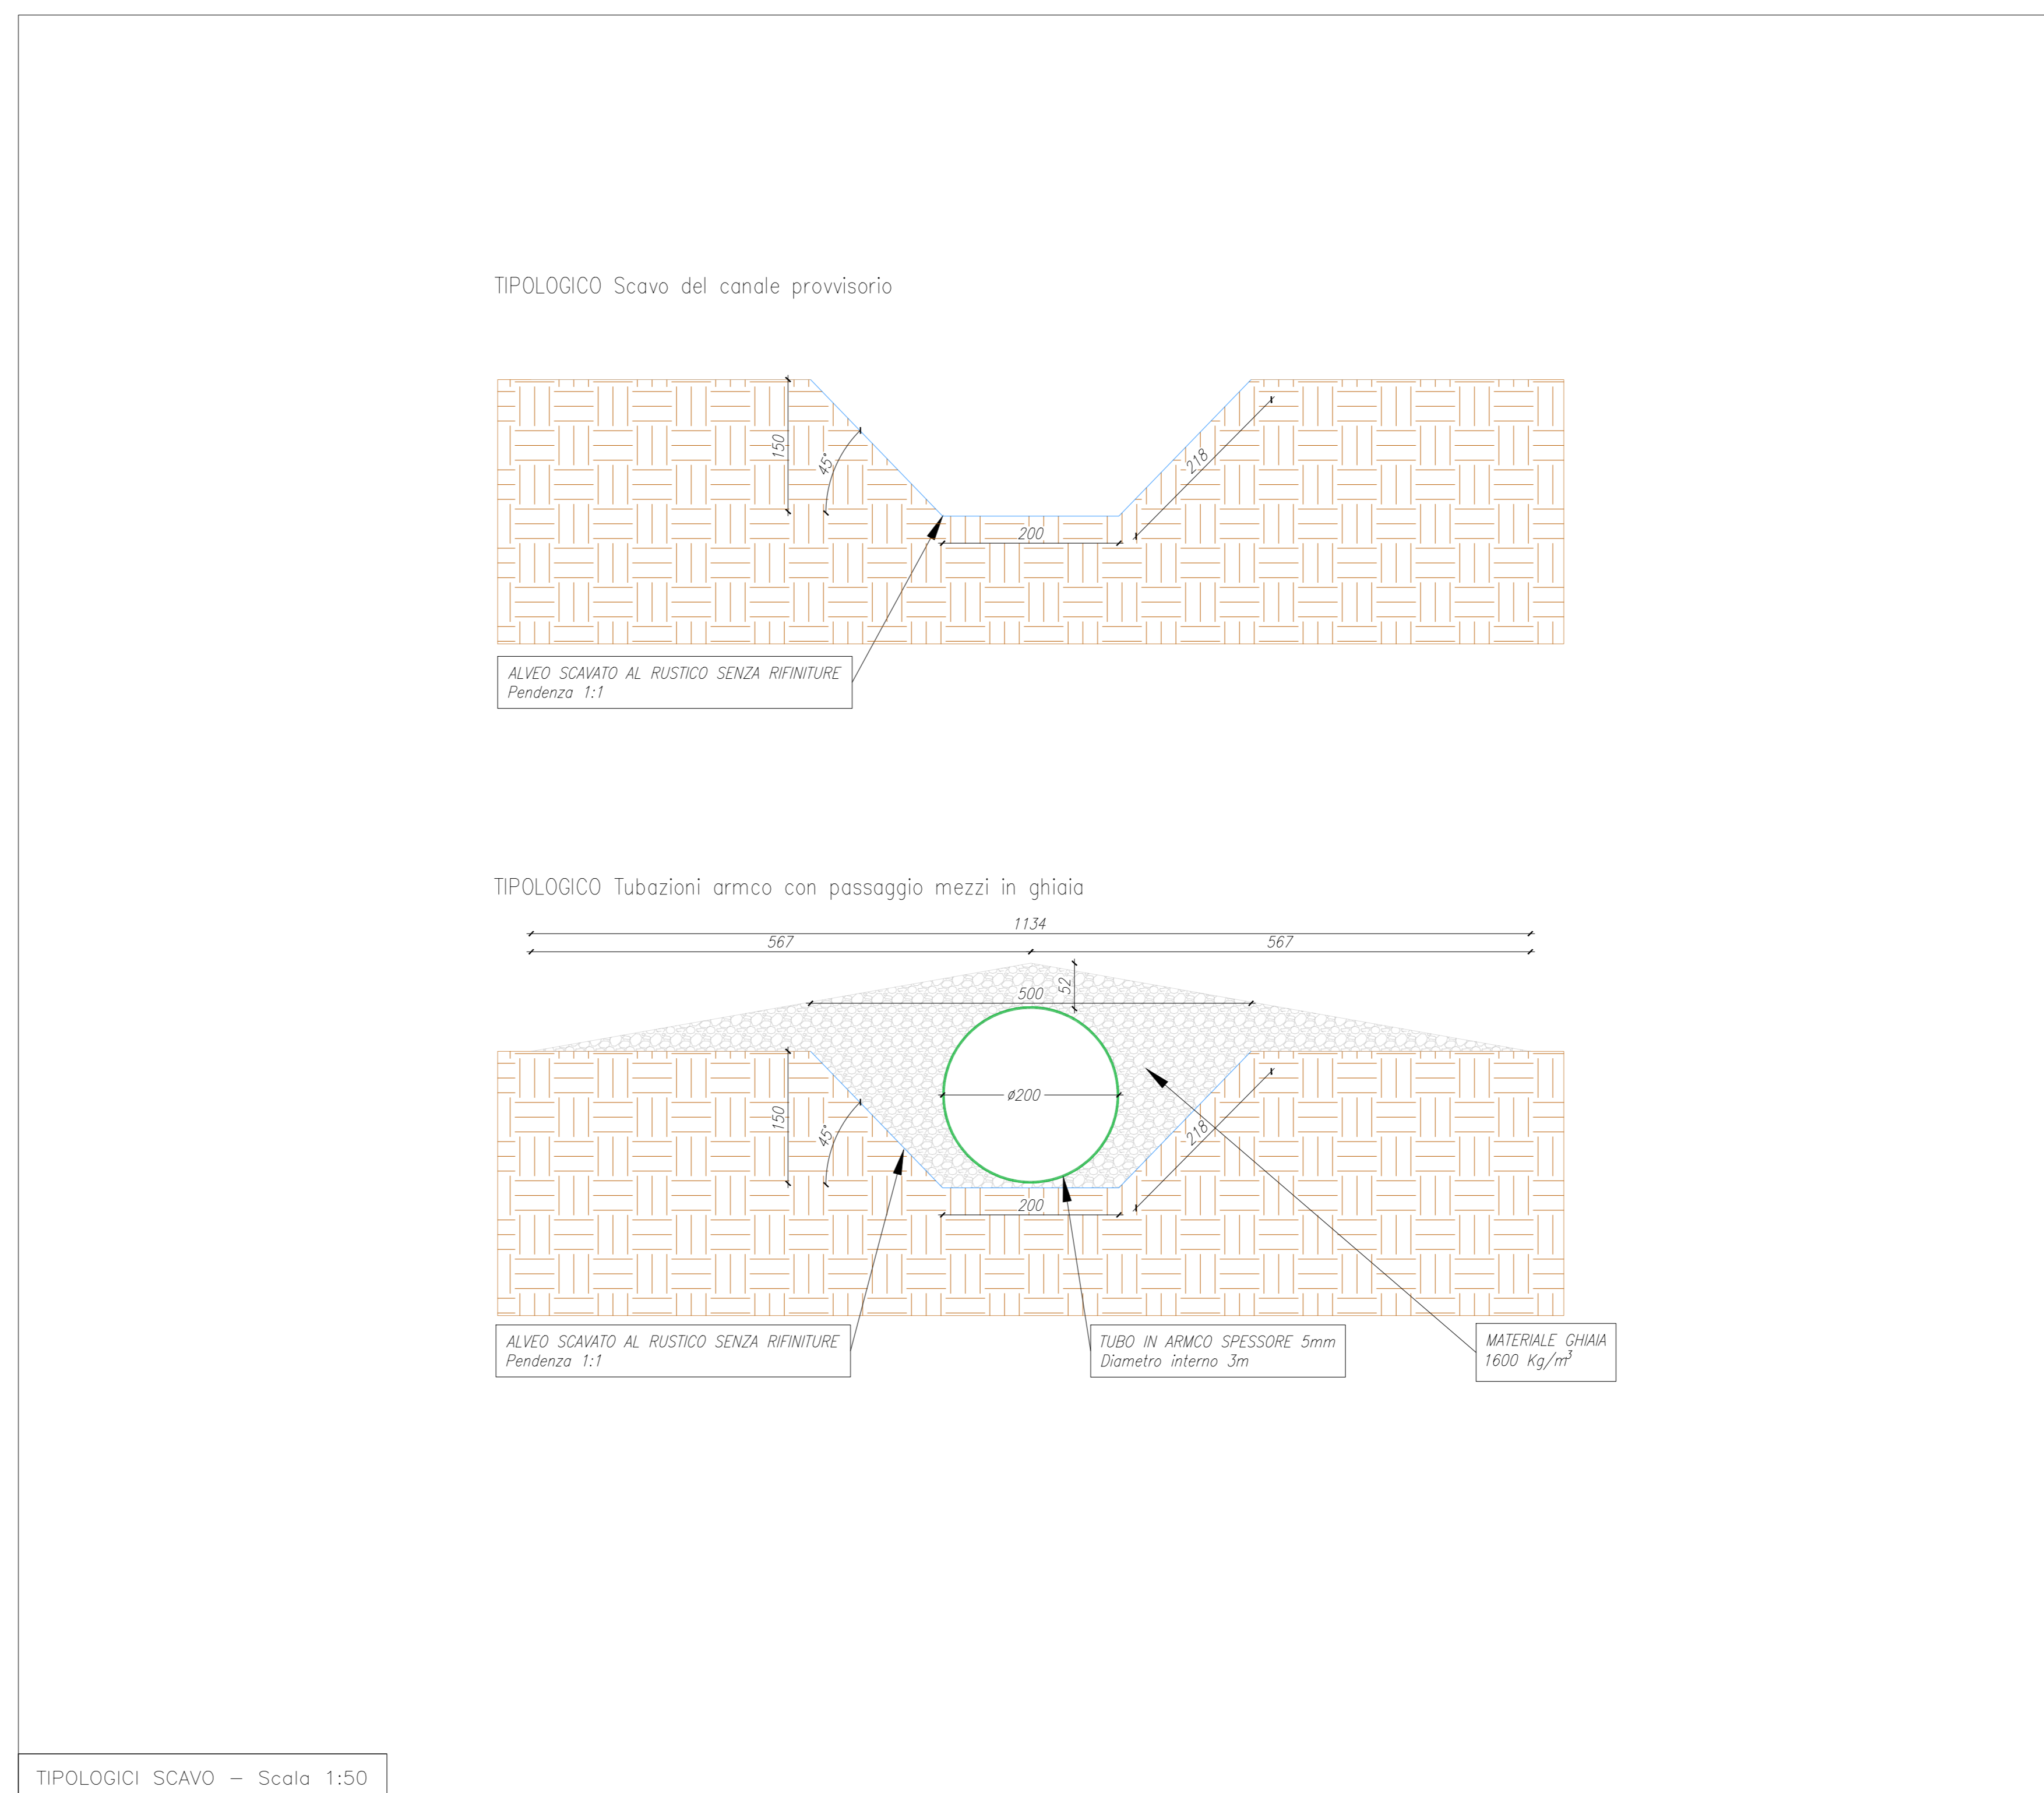 TIPOLOGICO Scavo del canale provvisorio
150
45°
218
200
ALVEO SCAVATO AL RUSTICO SENZA RIFINITURE
Pendenza 1:1
TIPOLOGICO Tubazioni armco con passaggio mezzi in ghiaia
1134
567
567
52
500
ø200
150
45°
218
200
ALVEO SCAVATO AL RUSTICO SENZA RIFINITURE
Pendenza 1:1
TUBO IN ARMCO SPESSORE 5mm
Diametro interno 3m
MATERIALE GHIAIA
1600 Kg/m³
TIPOLOGICI SCAVO – Scala 1:50